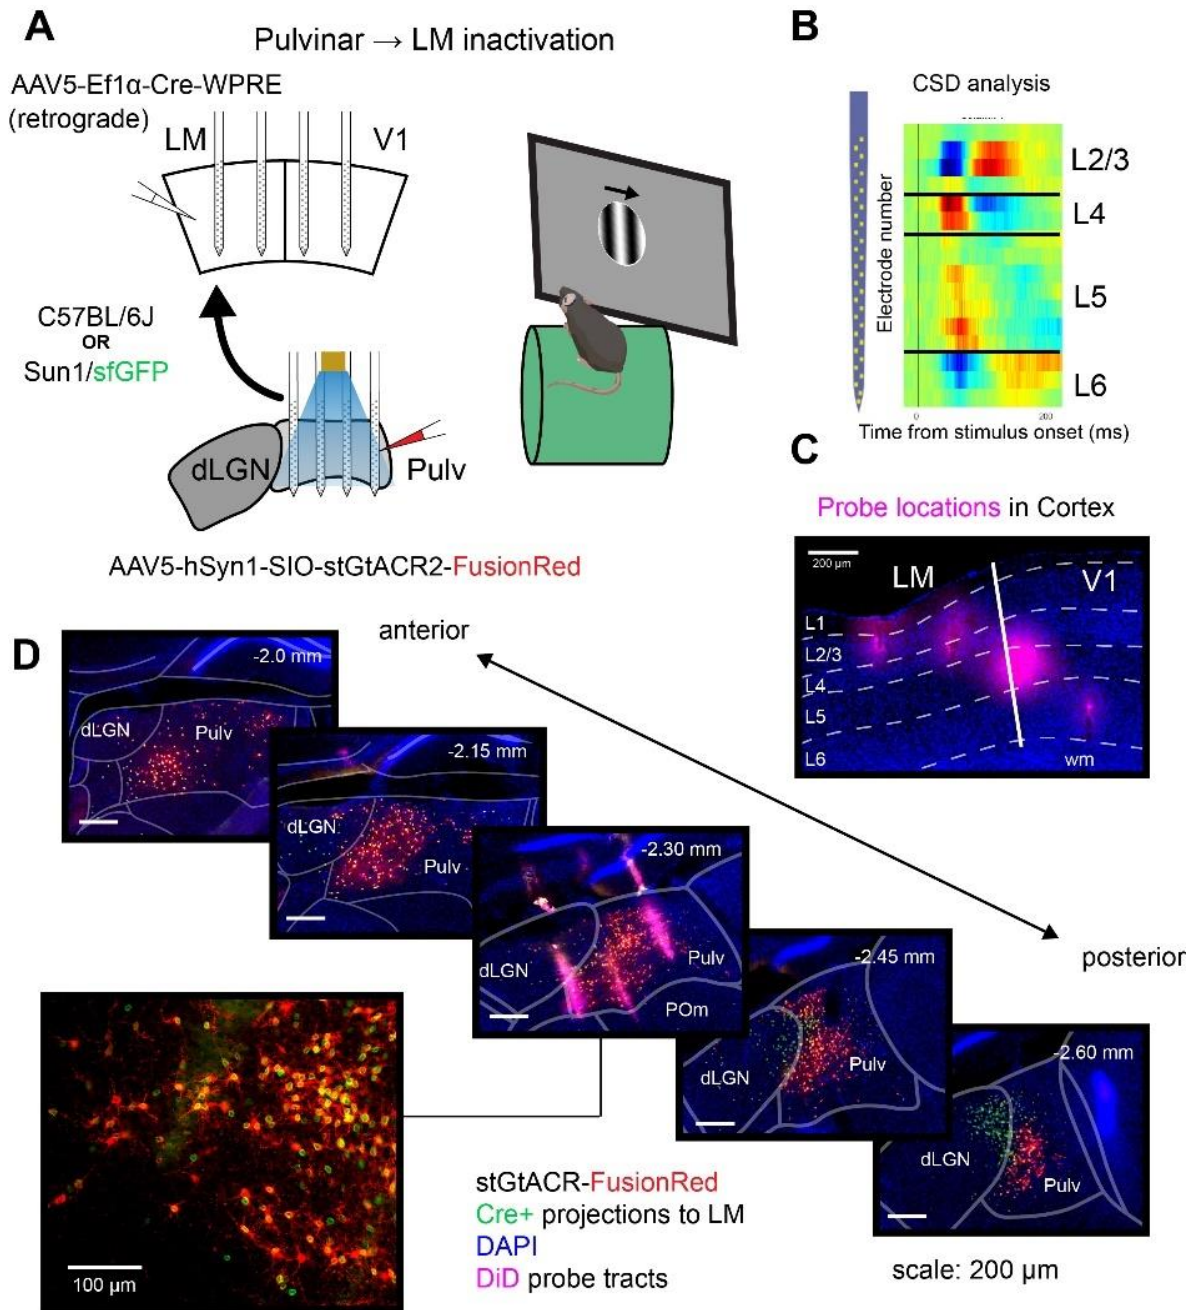 A
Pulvinar → LM inactivation
AAV5-Ef1α-Cre-WPRE
(retrograde)
LM
V1
C57BL/6J
OR
Sun1/sfGFP
dLGN
Pulv
AAV5-hSyn1-SIO-stGtACR2-FusionRed
B
CSD analysis
Electrode number
L2/3
L4
L5
L6
0
200
Time from stimulus onset (ms)
C
Probe locations in Cortex
200 µm
LM
V1
L1
L2/3
L4
L5
L6
wm
D
anterior
posterior
-2.0 mm
dLGN
Pulv
-2.15 mm
dLGN
Pulv
-2.30 mm
dLGN
Pulv
POm
-2.45 mm
dLGN
Pulv
-2.60 mm
dLGN
Pulv
100 µm
stGtACR-FusionRed
Cre+ projections to LM
DAPI
DiD probe tracts
scale: 200 µm